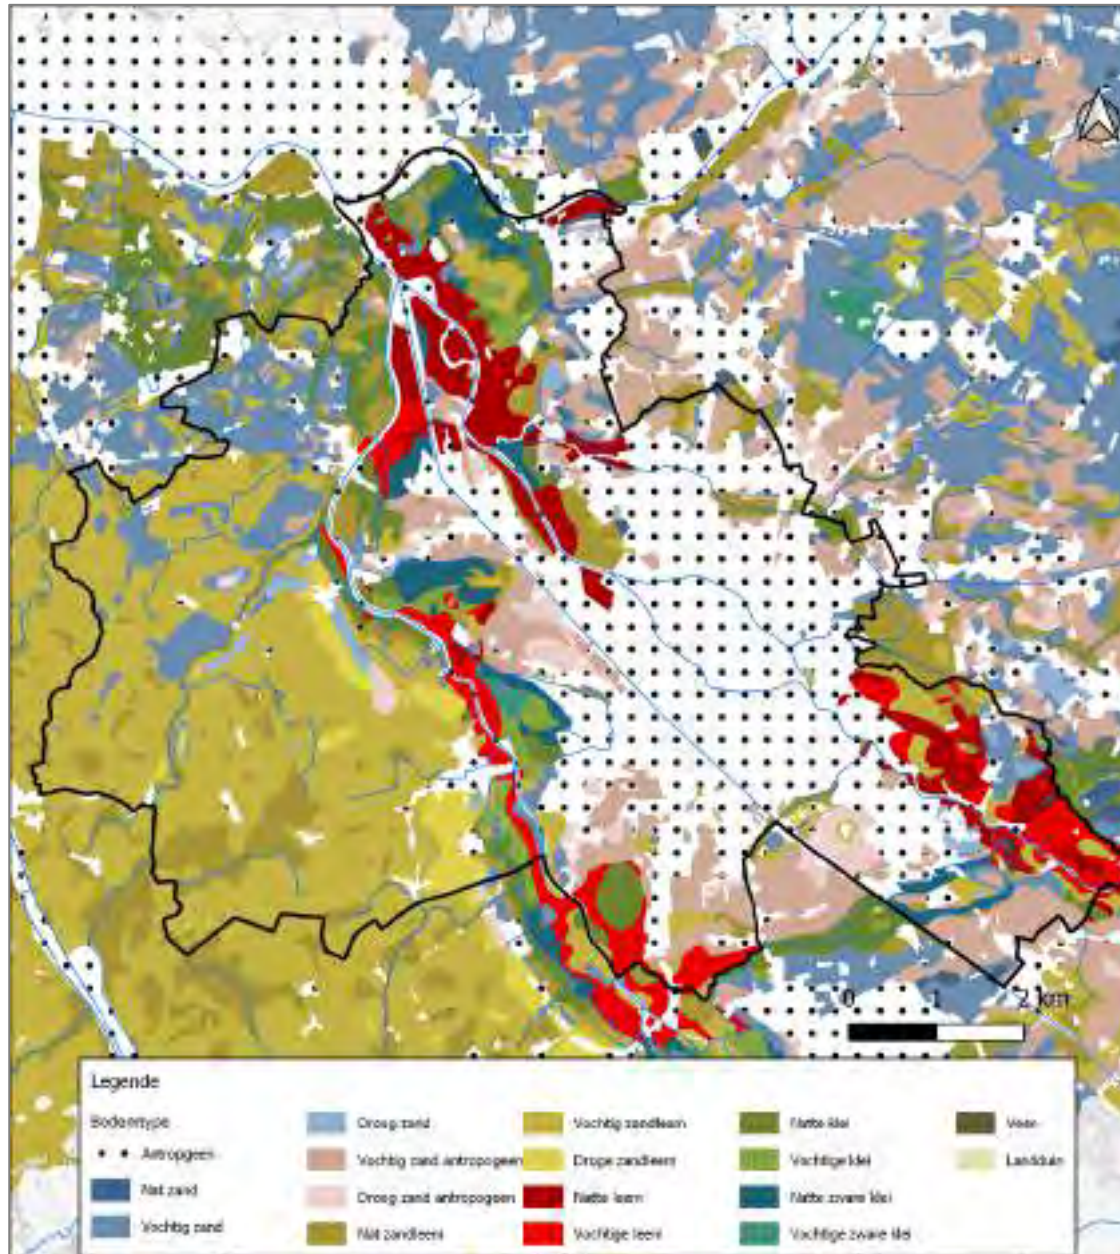 0 1 2 km
Legende
Bodemtype
Antropgeen
Nat zand
Vochtig zand
Droog zand
Vochtig zand antropogeen
Droog zand antropogeen
Nat zandleem
Vochtig zandleem
Droge zandleem
Natte leem
Vochtige leem
Natte klei
Vochtige klei
Natte zware klei
Vochtige zware klei
Veen
Landduin